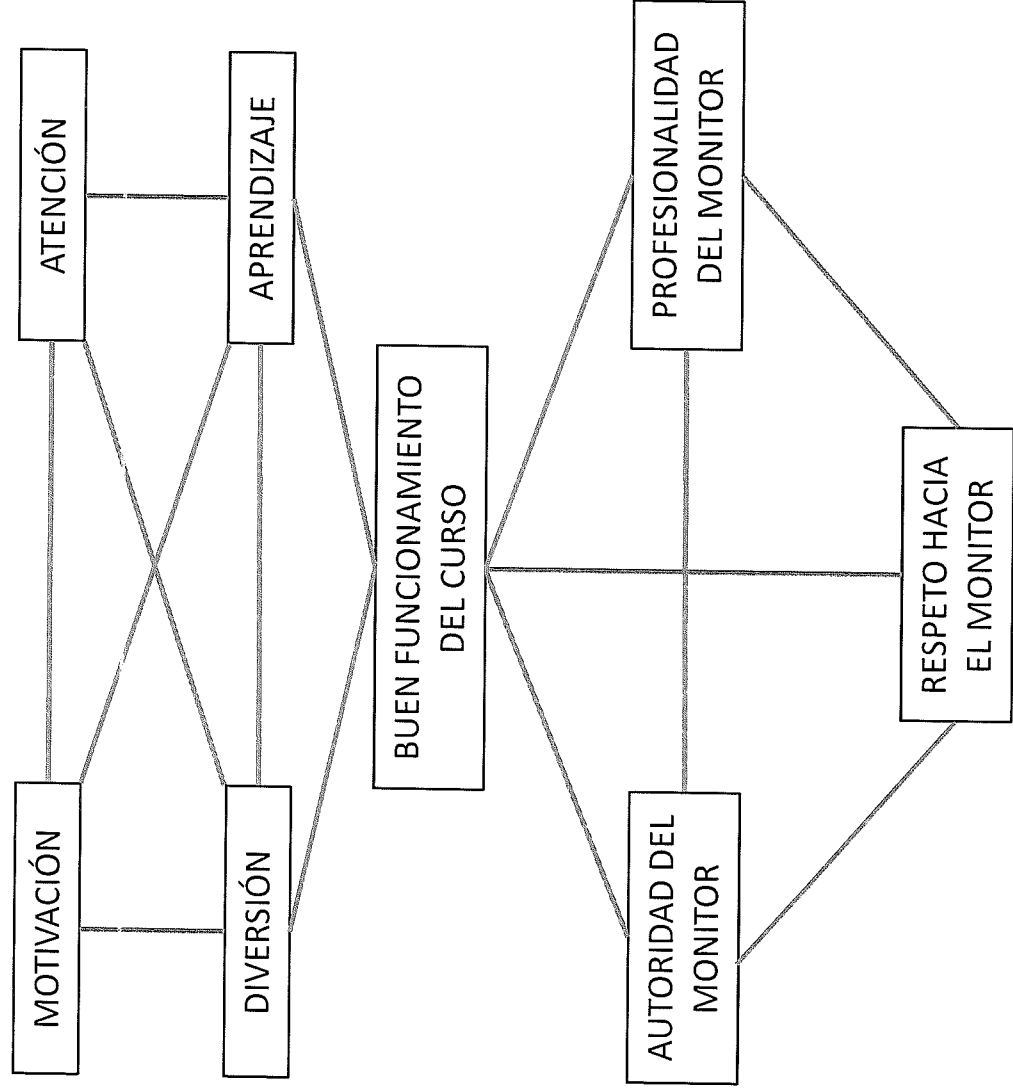 MOTIVACIÓN
ATENCIÓN
DIVERSIÓN
APRENDIZAJE
BUEN FUNCIONAMIENTO
DEL CURSO
AUTORIDAD DEL
MONITOR
PROFESIONALIDAD
DEL MONITOR
RESPETO HACIA
EL MONITOR